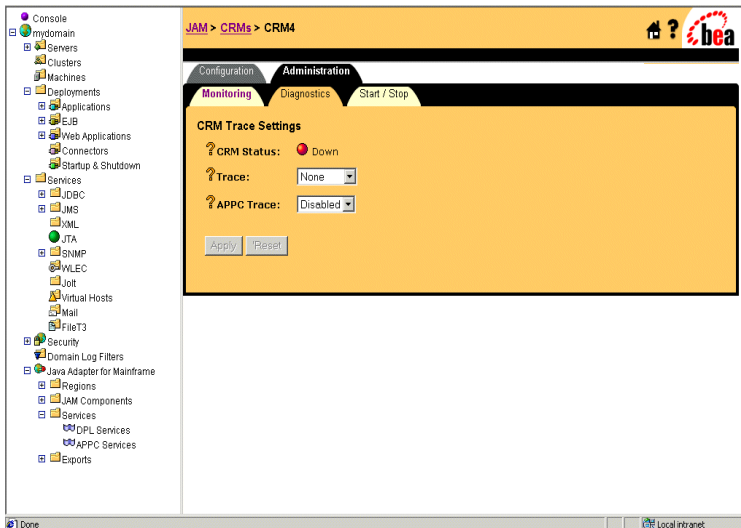 Console
mydomain
Servers
Clusters
Machines
Deployments
Applications
EJB
Web Applications
Connectors
Startup & Shutdown
Services
JDBC
JMS
XML
JTA
SNMP
WLEC
Jolt
Virtual Hosts
Mail
FileT3
Security
Domain Log Filters
Java Adapter for Mainframe
Regions
JAM Components
Services
DPL Services
APPC Services
Exports
JAM > CRMs > CRM4
? bea
Configuration Administration
Monitoring Diagnostics Start / Stop
CRM Trace Settings
? CRM Status: Down
? Trace: None
? APPC Trace: Disabled
Apply 'Reset
Done Local intranet